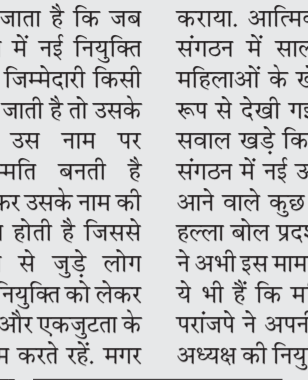 जाता है कि जब
में नई नियुक्ति
जिम्मेदारी किसी
जाती है तो उसके
उस नाम पर
म्मति बनती है
कर उसके नाम की
होती है जिससे
से जुड़े लोग
नियुक्ति को लेकर
और एकजुटता के
म करते रहें. मगर
कराया. आत्मि
संगठन में साल
महिलाओं के
रूप से देखी गइ
सवाल खड़े कि
संगठन में नई
आने वाले कुछ
हल्ला बोल प्रदश
ने अभी इस माम
ये भी हैं कि म
परांजपे ने अपनी
अध्यक्ष की नियु